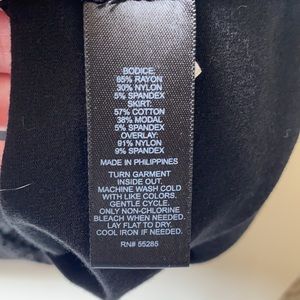 BODICE:
65% RAYON
30% NYLON
5% SPANDEX
SKIRT:
57% COTTON
38% MODAL
5% SPANDEX
OVERLAY:
91% NYLON
9% SPANDEX
MADE IN PHILIPPINES
TURN GARMENT
INSIDE OUT.
MACHINE WASH COLD
WITH LIKE COLORS.
GENTLE CYCLE.
ONLY NON-CHLORINE
BLEACH WHEN NEEDED.
LAY FLAT TO DRY.
COOL IRON IF NEEDED.
RN# 55285